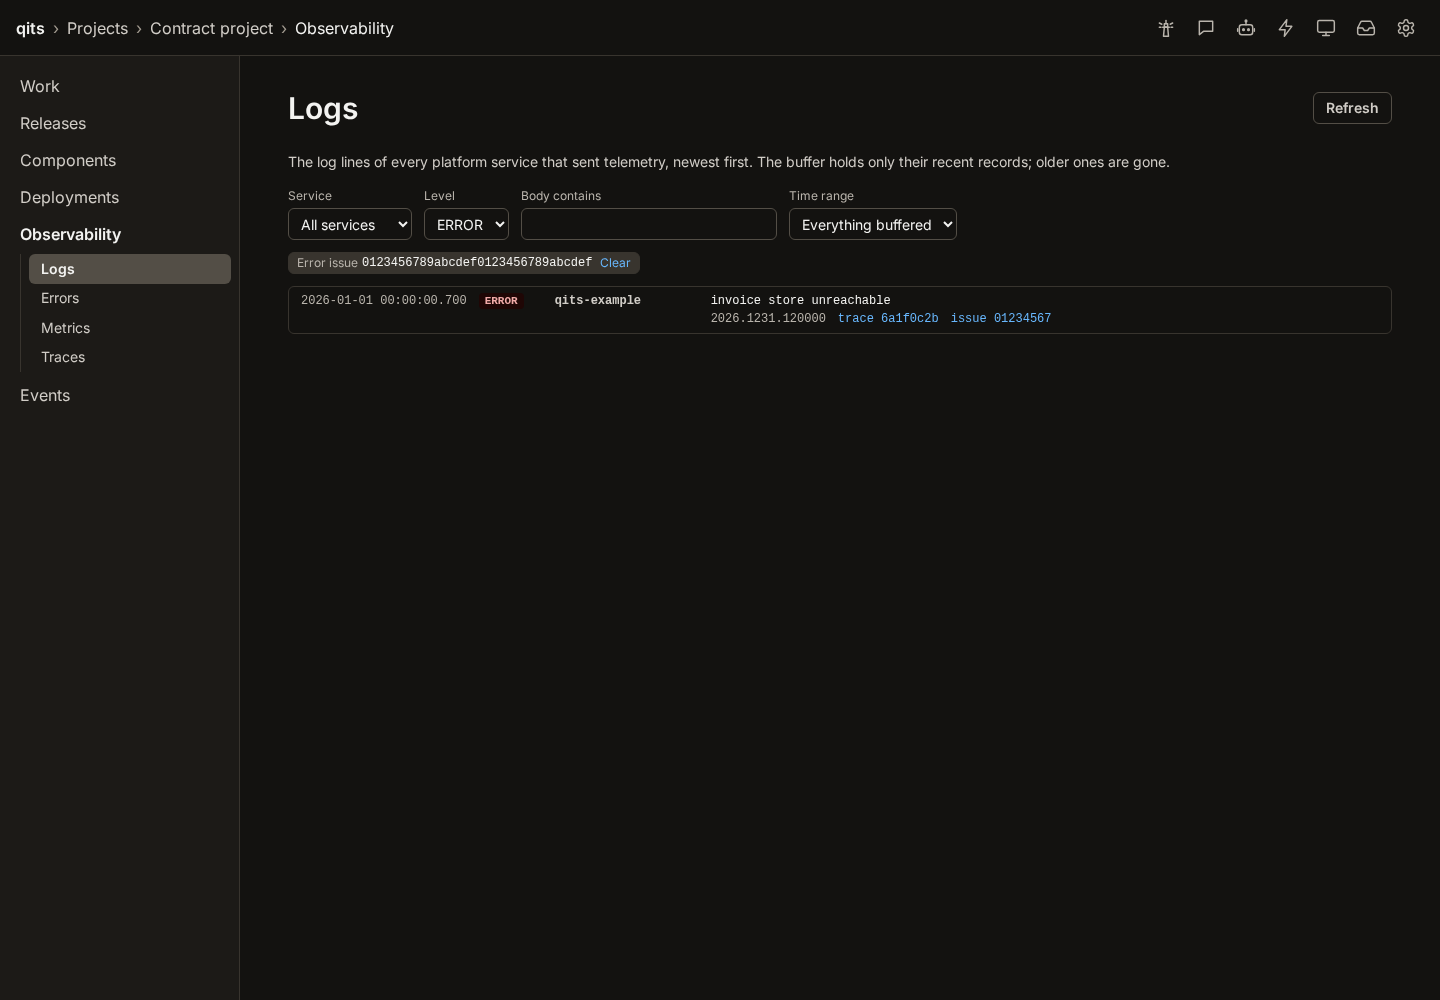 qits › Projects › Contract project › Observability
Work
Releases
Components
Deployments
Observability
Logs
Errors
Metrics
Traces
Events
Logs
Refresh
The log lines of every platform service that sent telemetry, newest first. The buffer holds only their recent records; older ones are gone.
Service Level Body contains Time range
All services ERROR Everything buffered
Error issue 0123456789abcdef0123456789abcdef Clear
2026-01-01 00:00:00.700 ERROR qits-example invoice store unreachable
2026.1231.120000 trace 6a1f0c2b issue 01234567